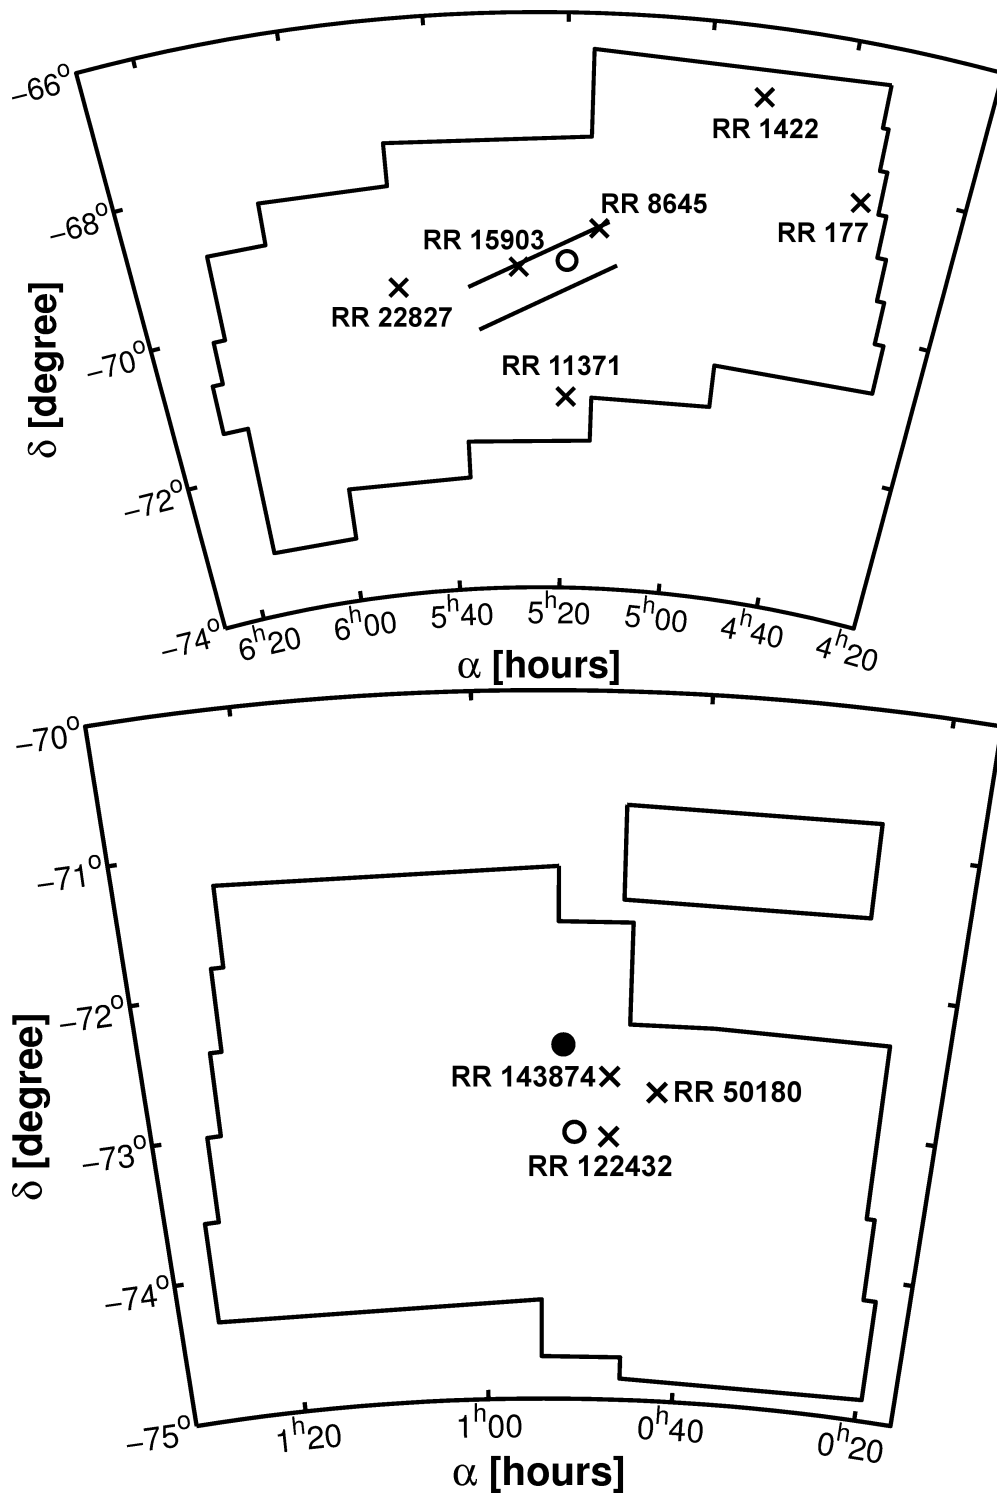 −66°
RR 1422
−68°
RR 8645
RR 177
RR 15903
RR 22827
−70°
RR 11371
δ [degree]
−72°
−74°
6h20 6h00 5h40 5h20 5h00 4h40 4h20
α [hours]
−70°
−71°
−72°
RR 143874
RR 50180
δ [degree]
−73°
RR 122432
−74°
−75°
1h20 1h00 0h40 0h20
α [hours]